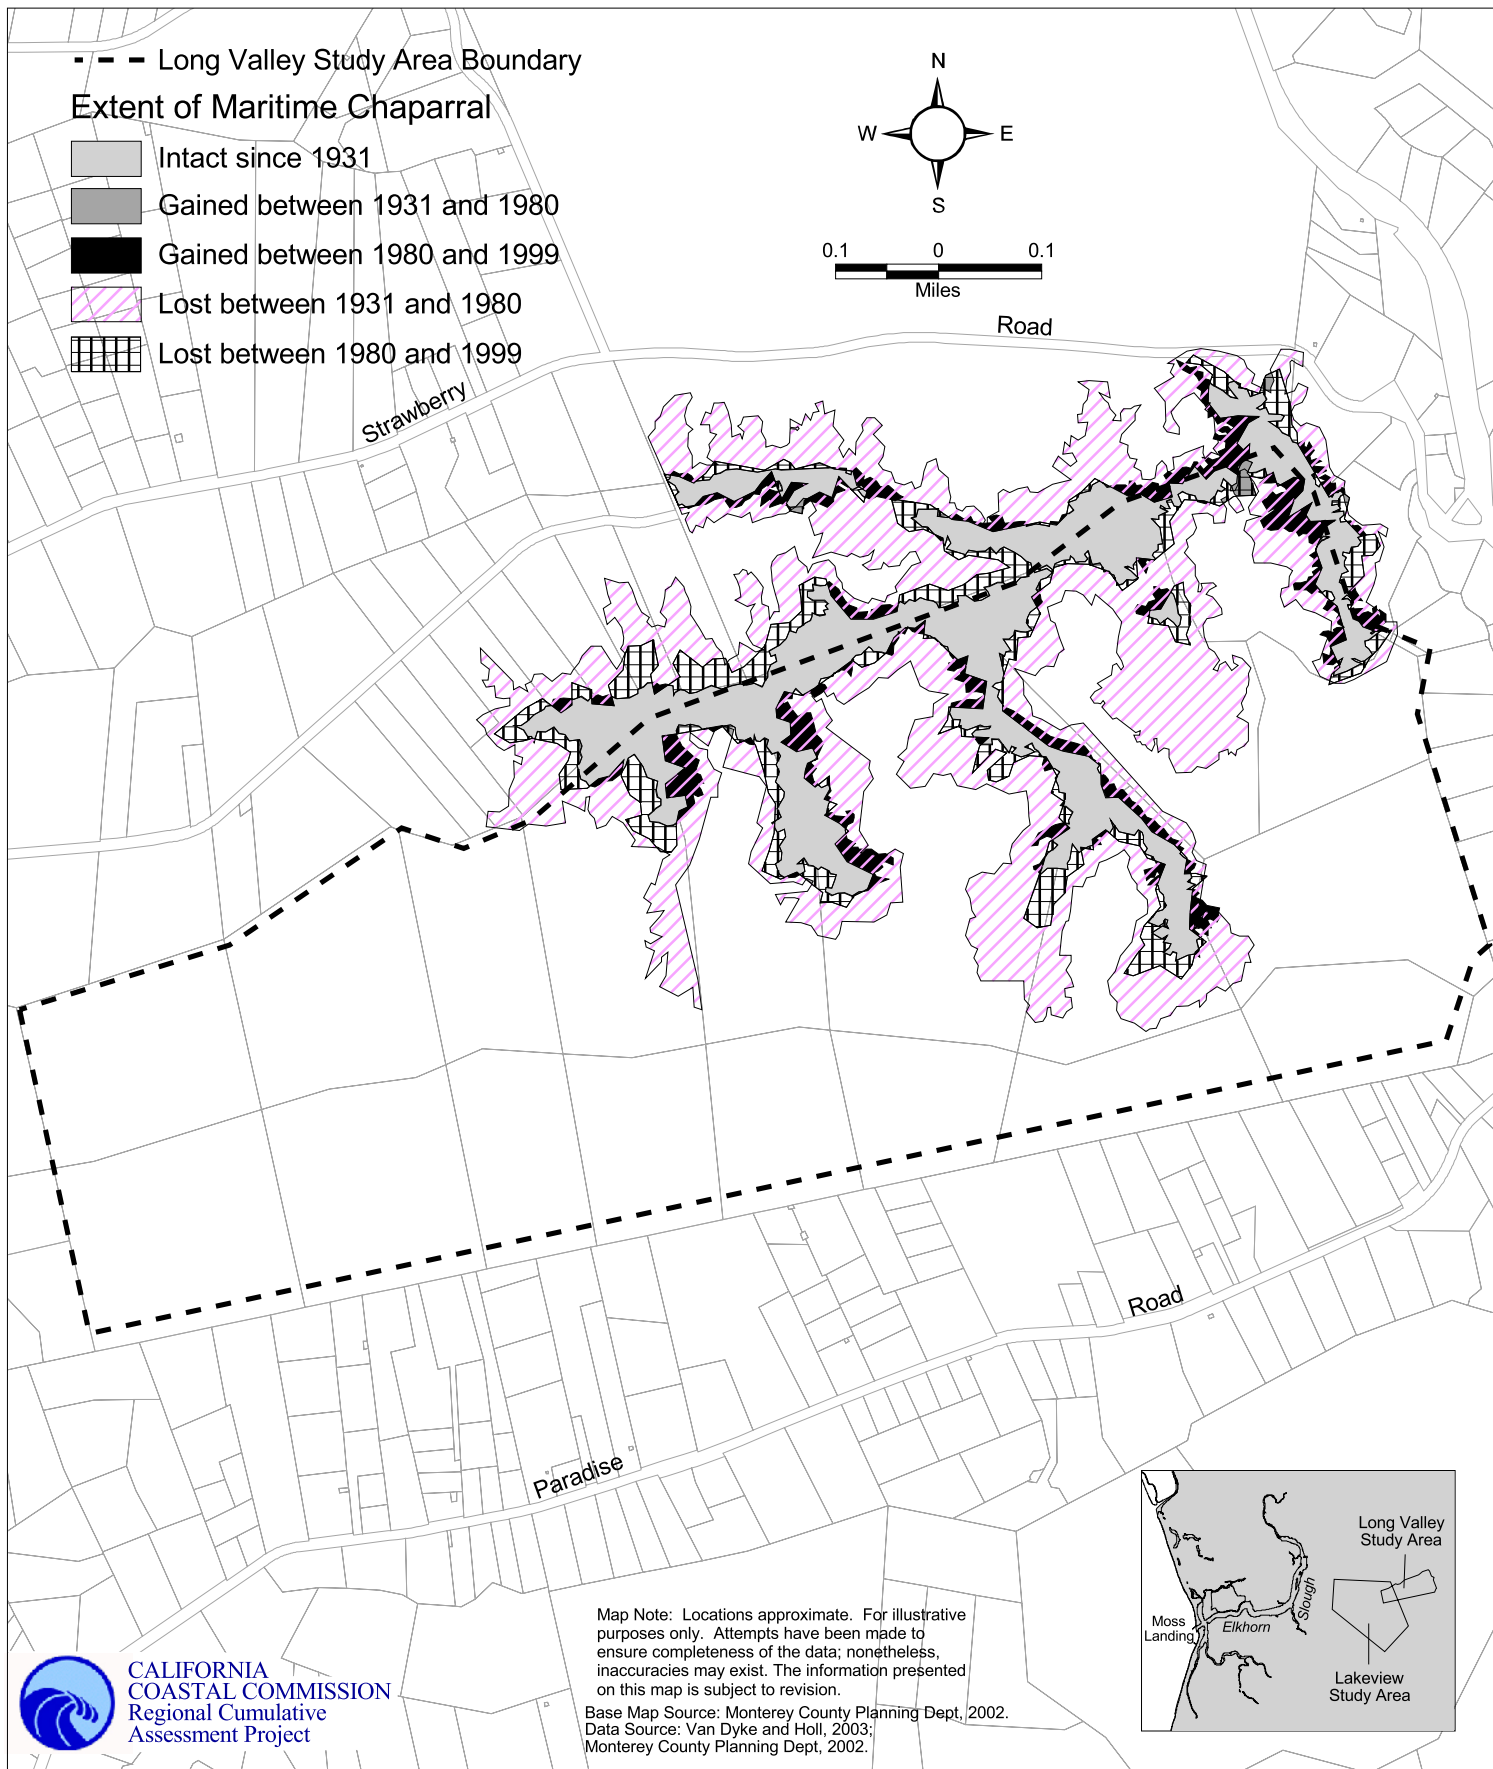 Long Valley Study Area Boundary
Extent of Maritime Chaparral
Intact since 1931
Gained between 1931 and 1980
Gained between 1980 and 1999
Lost between 1931 and 1980
Lost between 1980 and 1999
N
W E
S
0.1 0 0.1
Miles
Road
Strawberry
Road
Paradise
Long Valley
Study Area
Moss
Landing
Elkhorn
Slough
Lakeview
Study Area
Map Note: Locations approximate. For illustrative
purposes only. Attempts have been made to
ensure completeness of the data; nonetheless,
inaccuracies may exist. The information presented
on this map is subject to revision.
Base Map Source: Monterey County Planning Dept, 2002.
Data Source: Van Dyke and Holl, 2003;
Monterey County Planning Dept, 2002.
CALIFORNIA
COASTAL COMMISSION
Regional Cumulative
Assessment Project